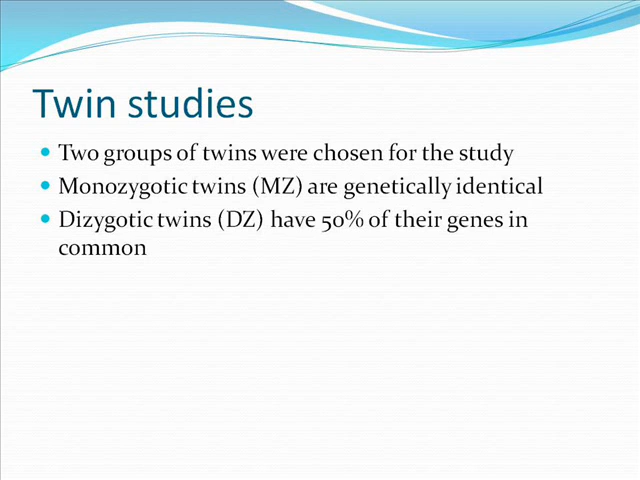 Twin studies
• Two groups of twins were chosen for the study
• Monozygotic twins (MZ) are genetically identical
• Dizygotic twins (DZ) have 50% of their genes in
common